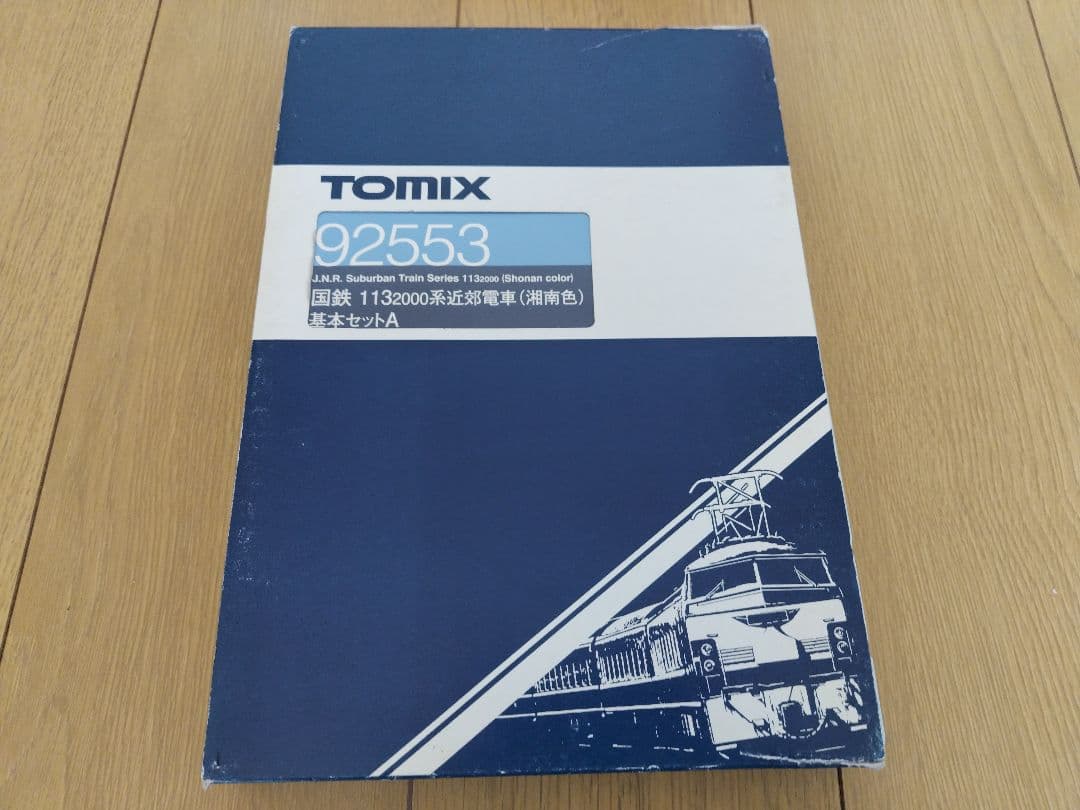 TOMIX
92553
J.N.R. Suburban Train Series 1132000 (Shonan color)
国鉄 1132000系近郊電車(湘南色)
基本セットA